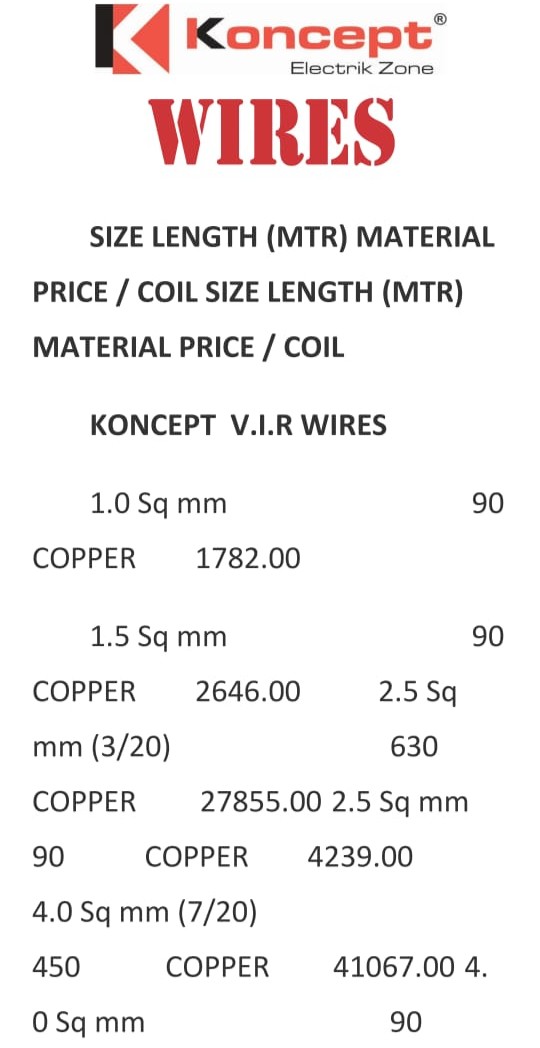 Koncept®
Electrik Zone
WIRES
SIZE LENGTH (MTR) MATERIAL
PRICE / COIL SIZE LENGTH (MTR)
MATERIAL PRICE / COIL
KONCEPT V.I.R WIRES
1.0 Sq mm 90
COPPER 1782.00
1.5 Sq mm 90
COPPER 2646.00 2.5 Sq
mm (3/20) 630
COPPER 27855.00 2.5 Sq mm
90 COPPER 4239.00
4.0 Sq mm (7/20)
450 COPPER 41067.00 4.
0 Sq mm 90